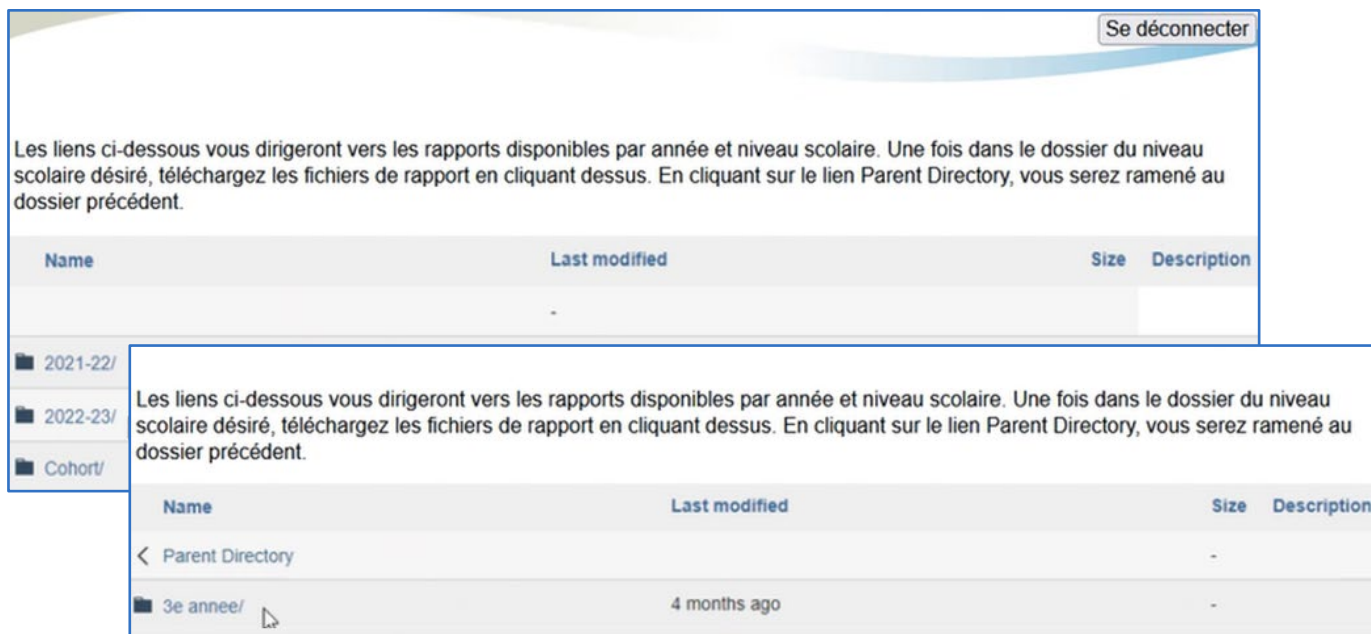 Se déconnecter
Les liens ci-dessous vous dirigeront vers les rapports disponibles par année et niveau scolaire. Une fois dans le dossier du niveau
scolaire désiré, téléchargez les fichiers de rapport en cliquant dessus. En cliquant sur le lien Parent Directory, vous serez ramené au
dossier précédent.
Name Last modified Size Description
-
2021-22/
2022-23/
Cohort/
Les liens ci-dessous vous dirigeront vers les rapports disponibles par année et niveau scolaire. Une fois dans le dossier du niveau
scolaire désiré, téléchargez les fichiers de rapport en cliquant dessus. En cliquant sur le lien Parent Directory, vous serez ramené au
dossier précédent.
Name Last modified Size Description
< Parent Directory -
3e annee/ 4 months ago -